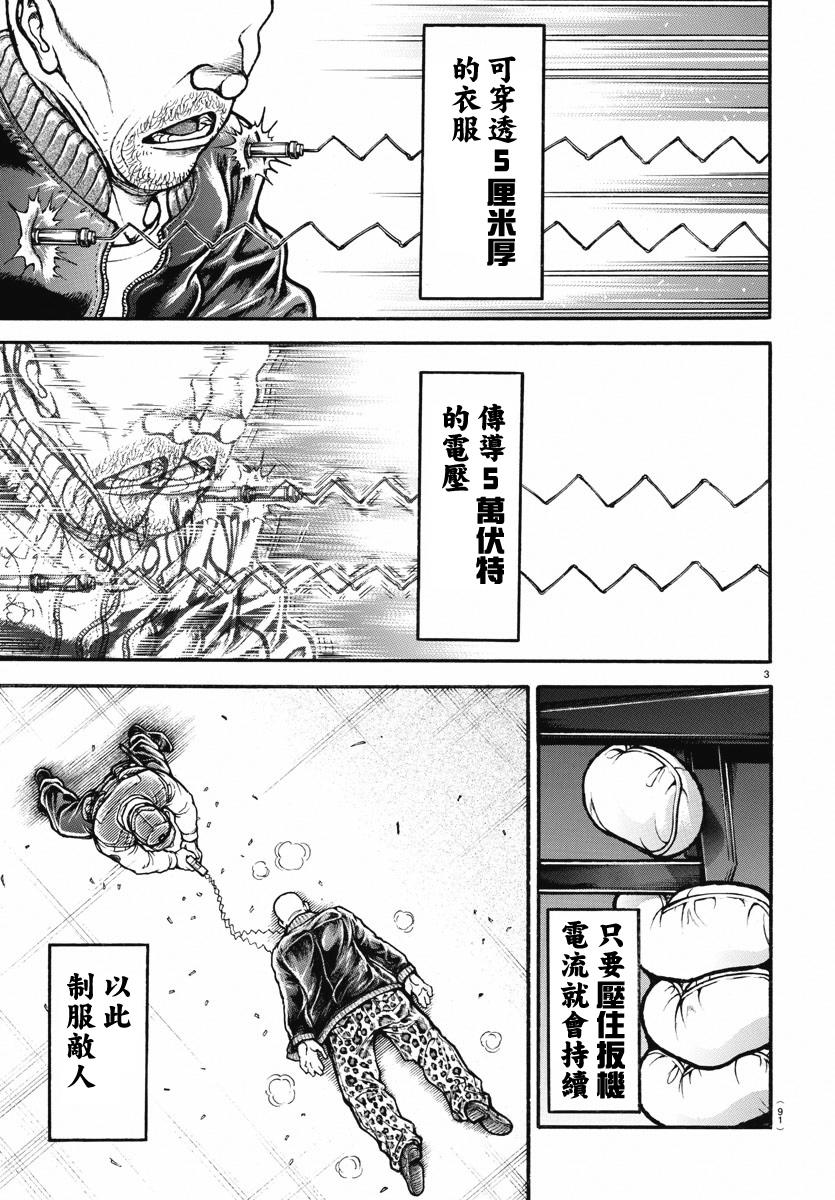 可穿透5厘米厚
的衣服
傳導5萬伏特
的電壓
3
只要壓住扳機
電流就會持續
以此
制服敵人
(91)